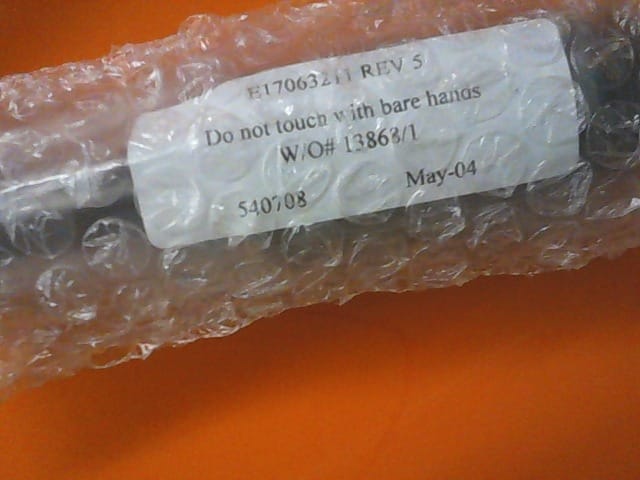 E17063211 REV 5
Do not touch with bare hands
W/O# 13868/1
540708 May-04